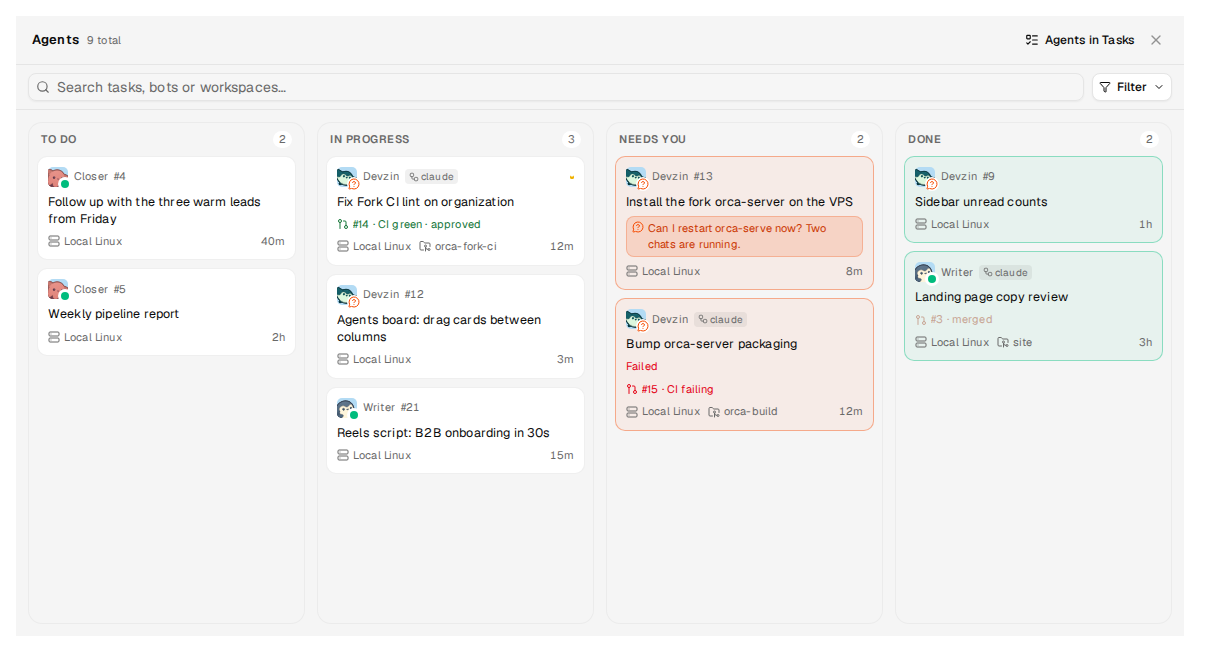 Agents 9 total
Agents in Tasks
Search tasks, bots or workspaces...
Filter
TO DO 2
Closer #4
Follow up with the three warm leads
from Friday
Local Linux 40m
Closer #5
Weekly pipeline report
Local Linux 2h
IN PROGRESS 3
Devzin claude
Fix Fork CI lint on organization
#14 · CI green · approved
Local Linux orca-fork-ci 12m
Devzin #12
Agents board: drag cards between
columns
Local Linux 3m
Writer #21
Reels script: B2B onboarding in 30s
Local Linux 15m
NEEDS YOU 2
Devzin #13
Install the fork orca-server on the VPS
Can I restart orca-serve now? Two
chats are running.
Local Linux 8m
Devzin claude
Bump orca-server packaging
Failed
#15 · CI failing
Local Linux orca-build 12m
DONE 2
Devzin #9
Sidebar unread counts
Local Linux 1h
Writer claude
Landing page copy review
#3 · merged
Local Linux site 3h